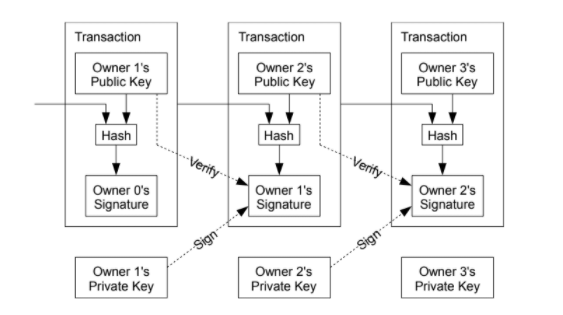 Transaction
Transaction
Transaction
Owner 1's
Public Key
Owner 2's
Public Key
Owner 3's
Public Key
Hash
Hash
Hash
Verify
Verify
Owner 0's
Signature
Owner 1's
Signature
Owner 2's
Signature
Sign
Sign
Owner 1's
Private Key
Owner 2's
Private Key
Owner 3's
Private Key